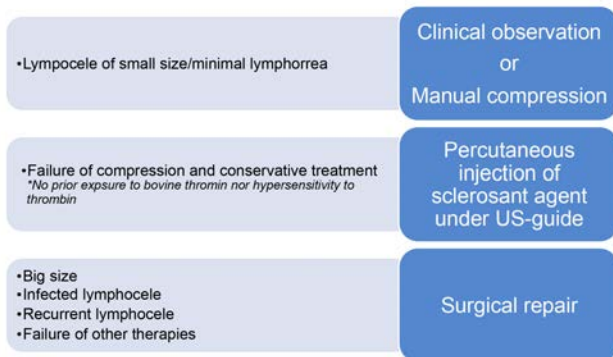 •Lympocele of small size/minimal lymphorrea
Clinical observation
or
Manual compression
•Failure of compression and conservative treatment
*No prior expsure to bovine thromin nor hypersensitivity to
thrombin
Percutaneous
injection of
sclerosant agent
under US-guide
•Big size
•Infected lymphocele
•Recurrent lymphocele
•Failure of other therapies
Surgical repair